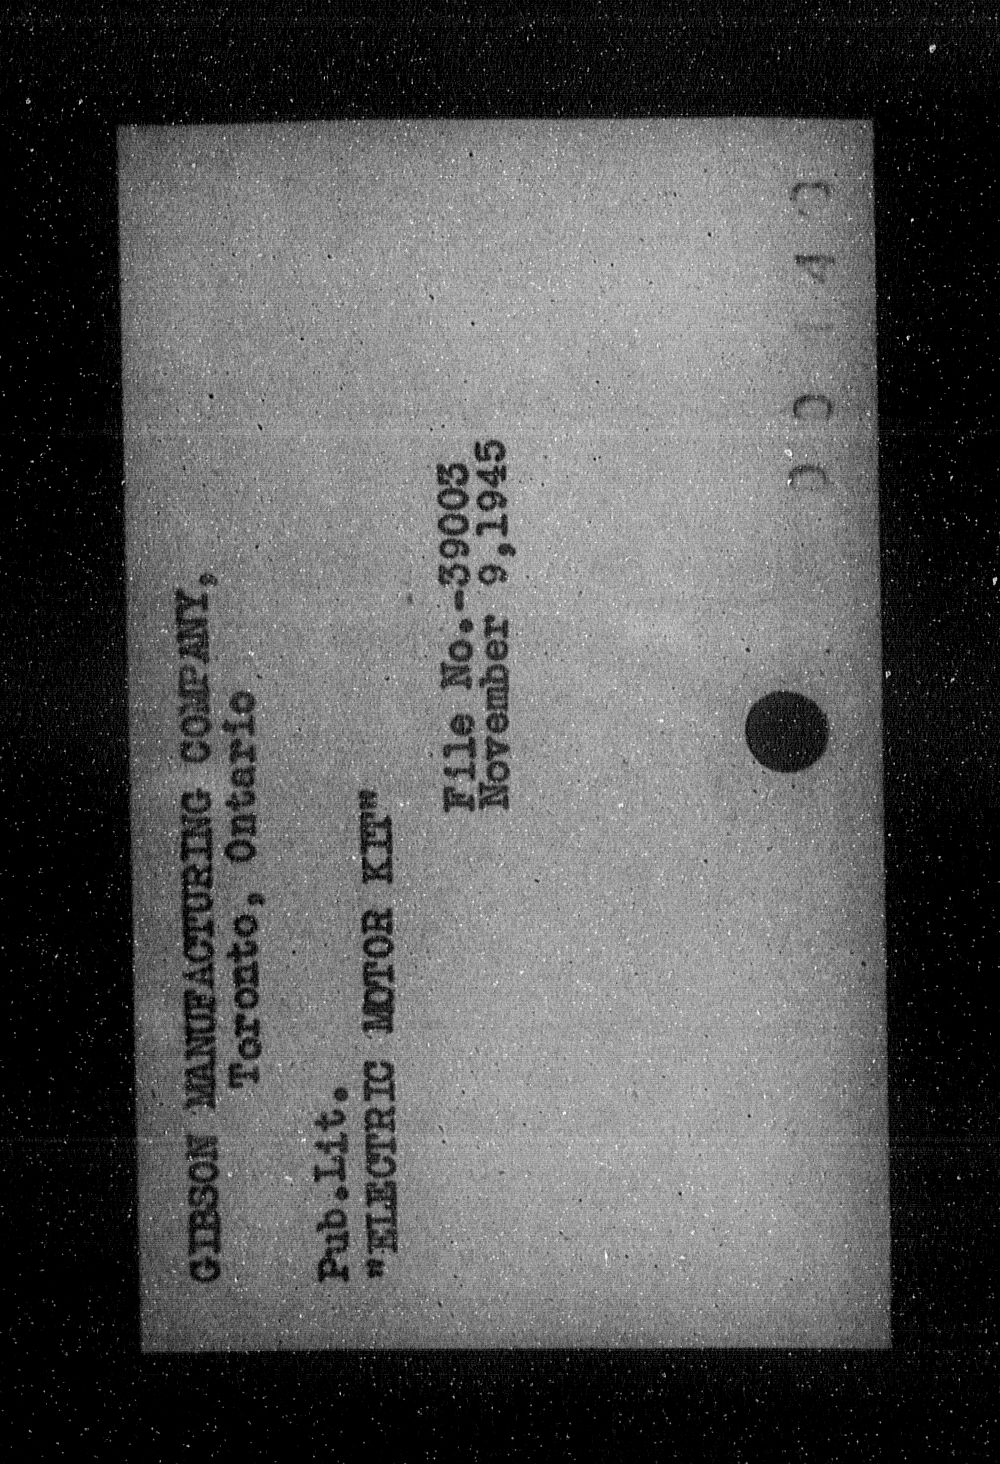 GIBSON MANUFACTURING COMPANY,
Toronto, Ontario
Pub.Lit.
"ELECTRIC MOTOR KIT"
File No.-39003
November 9,1945